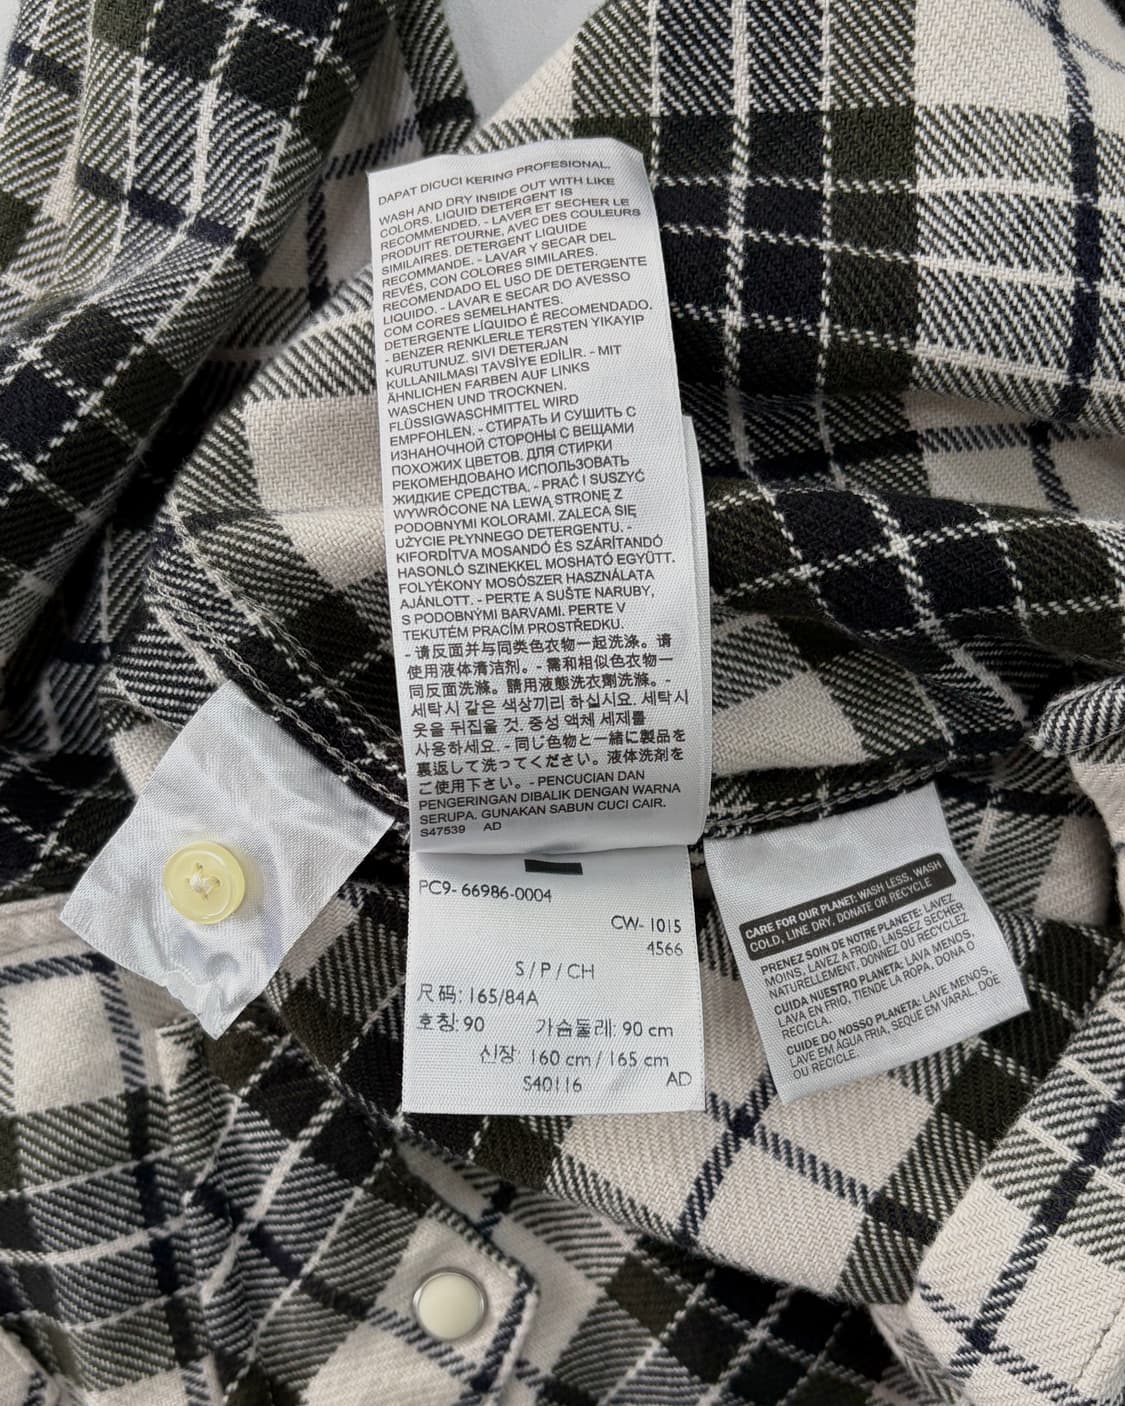 DAPAT DICUCI KERING PROFESIONAL.
WASH AND DRY INSIDE OUT WITH LIKE
COLORS. LIQUID DETERGENT IS
RECOMMENDED. - LAVER ET SECHER LE
PRODUIT RETOURNE, AVEC DES COULEURS
SIMILAIRES. DETERGENT LIQUIDE
RECOMMANDE. - LAVAR Y SECAR DEL
REVÉS, CON COLORES SIMILARES.
RECOMENDADO EL USO DE DETERGENTE
LIQUIDO. - LAVAR E SECAR DO AVESSO
COM CORES SEMELHANTES.
DETERGENTE LÍQUIDO É RECOMENDADO.
- BENZER RENKLERLE TERSTEN YIKAYIP
KURUTUNUZ. SIVI DETERJAN
KULLANILMASI TAVSİYE EDİLİR. - MIT
ÄHNLICHEN FARBEN AUF LINKS
WASCHEN UND TROCKNEN.
FLÜSSIGWASCHMITTEL WIRD
EMPFOHLEN. - СТИРАТЬ И СУШИТЬ С
ИЗНАНОЧНОЙ СТОРОНЫ С ВЕЩАМИ
ПОХОЖИХ ЦВЕТОВ. ДЛЯ СТИРКИ
РЕКОМЕНДОВАНО ИСПОЛЬЗОВАТЬ
ЖИДКИЕ СРЕДСТВА. - PRAĆ I SUSZYĆ
WYWRÓCONE NA LEWĄ STRONĘ Z
PODOBNYMI KOLORAMI. ZALECA SIĘ
UŻYCIE PŁYNNEGO DETERGENTU. -
KIFORDÍTVA MOSANDÓ ÉS SZÁRÍTANDÓ
HASONLÓ SZINEKKEL MOSHATÓ EGYÜTT.
FOLYÉKONY MOSÓSZER HASZNÁLATA
AJÁNLOTT. - PERTE A SUŠTE NARUBY,
S PODOBNÝMI BARVAMI. PERTE V
TEKUTÉM PRACÍM PROSTŘEDKU.
- 请反面并与同类色衣物一起洗涤。请
使用液体清洁剂。- 需和相似色衣物一
同反面洗滌。請用液態洗衣劑洗滌。-
세탁시 같은 색상끼리 하십시요. 세탁시
옷을 뒤집을 것. 중성 액체 세제를
사용하세요. - 同じ色物と一緒に製品を
裏返して洗ってください。液体洗剤を
ご使用下さい。- PENCUCIAN DAN
PENGERINGAN DIBALIK DENGAN WARNA
SERUPA. GUNAKAN SABUN CUCI CAIR.
S47539 AD
PC9- 66986-0004
CW- 1015
4566
S / P / CH
尺码: 165/84A
호칭: 90 가슴둘레: 90 cm
신장: 160 cm / 165 cm
S40116 AD
CARE FOR OUR PLANET: WASH LESS, WASH
COLD, LINE DRY, DONATE OR RECYCLE
PRENEZ SOIN DE NOTRE PLANETE: LAVEZ
MOINS, LAVEZ A FROID, LAISSEZ SECHER
NATURELLEMENT, DONNEZ OU RECYCLEZ
CUIDA NUESTRO PLANETA: LAVA MENOS,
LAVA EN FRIO, TIENDE LA ROPA, DONA O
RECICLA.
CUIDE DO NOSSO PLANETA: LAVE MENOS,
LAVE EM ÁGUA FRIA, SEQUE EM VARAL, DOE
OU RECICLE.